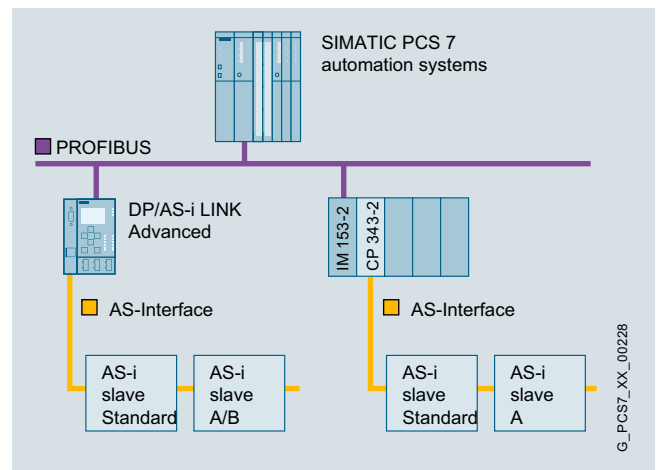 SIMATIC PCS 7
automation systems
PROFIBUS
DP/AS-i LINK
Advanced
IM 153-2
CP 343-2
AS-Interface
AS-Interface
AS-i
slave
Standard
AS-i
slave
A/B
AS-i
slave
Standard
AS-i
slave
A
G_PCS7_XX_00228